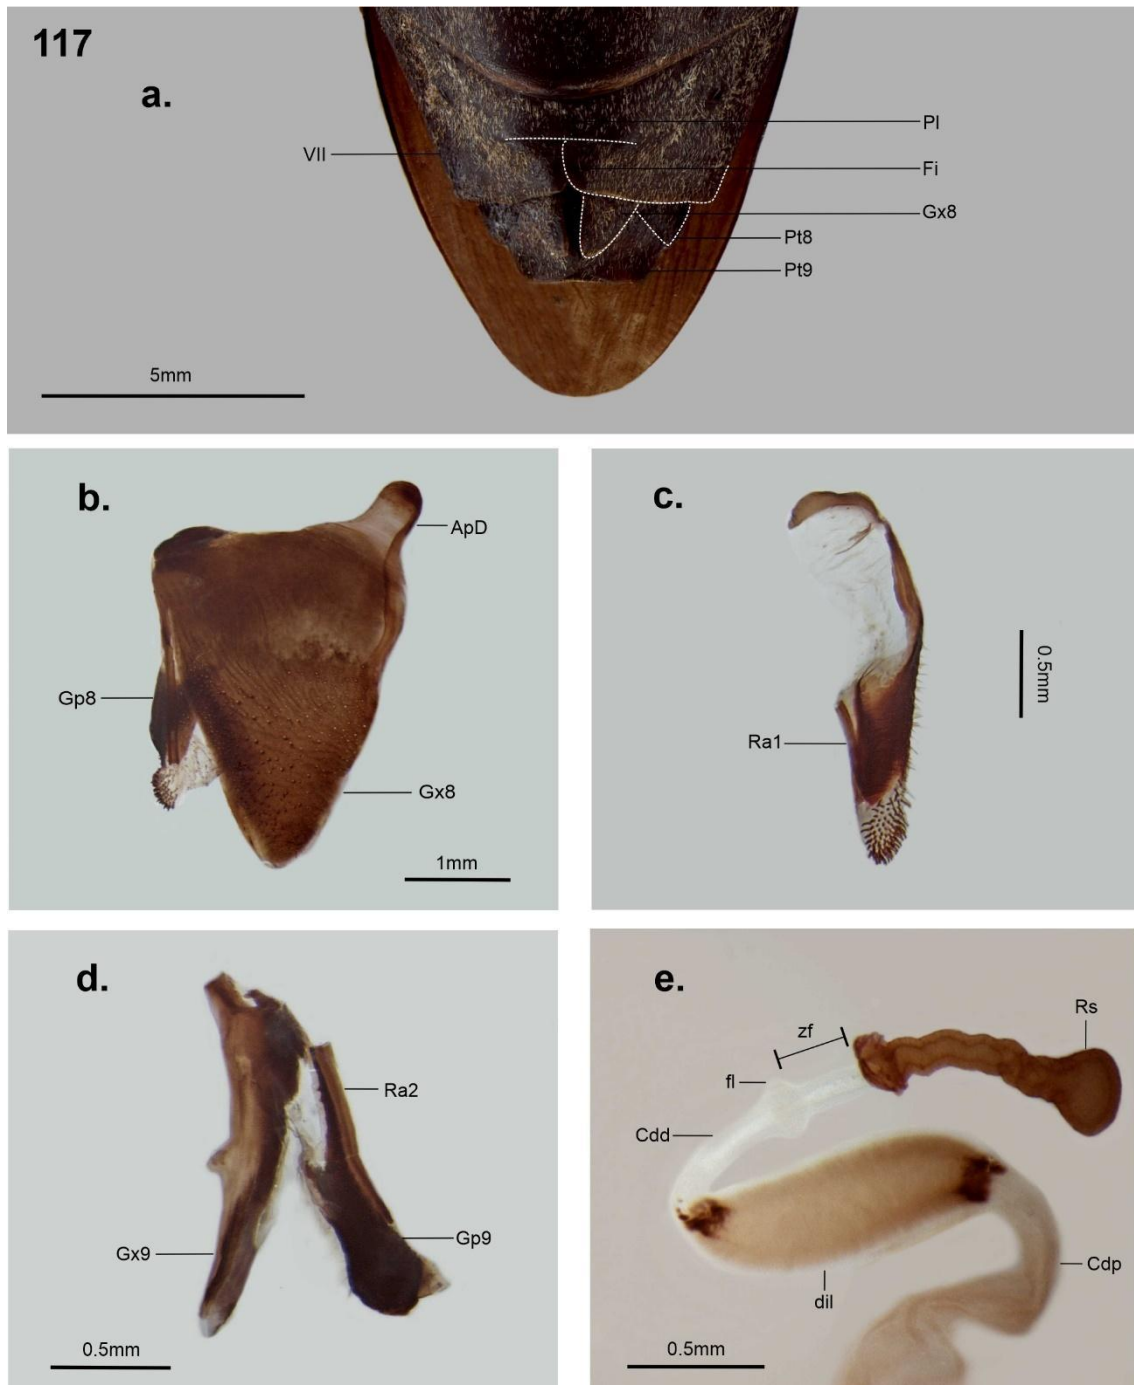 117
a.
Pl
VII
Fi
Gx8
Pt8
Pt9
5mm
b.
ApD
Gp8
Gx8
1mm
c.
0.5mm
Ra1
d.
Ra2
Gx9
Gp9
0.5mm
e.
Rs
zf
fl
Cdd
Cdp
dil
0.5mm